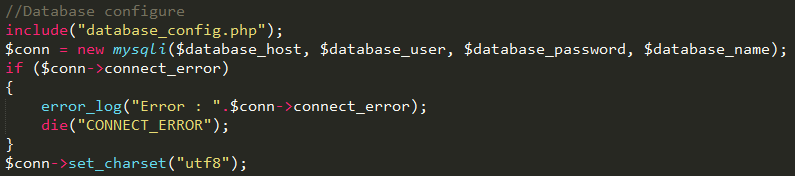 //Database configure
include("database_config.php");
$conn = new mysqli($database_host, $database_user, $database_password, $database_name);
if ($conn->connect_error)
{
    error_log("Error : ".$conn->connect_error);
    die("CONNECT_ERROR");
}
$conn->set_charset("utf8");